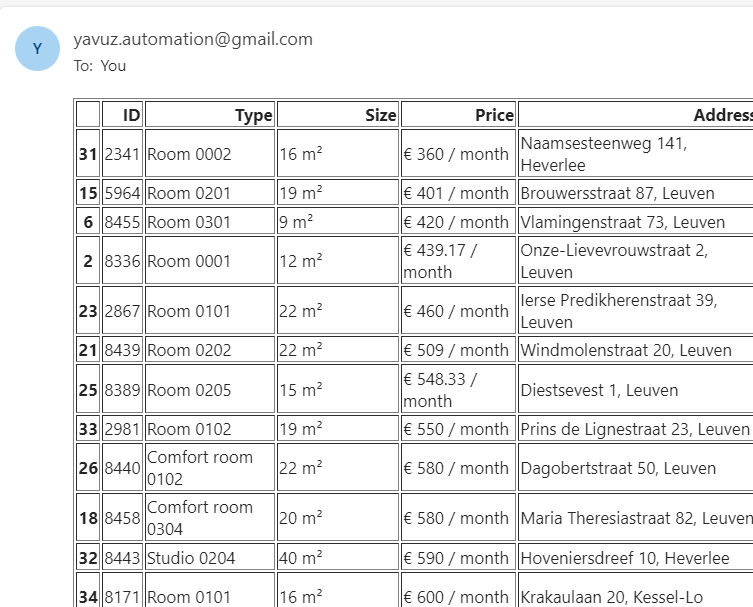 Y
yavuz.automation@gmail.com
To: You
ID Type Size Price Address
31 2341 Room 0002 16 m² € 360 / month Naamsesteenweg 141,
Heverlee
15 5964 Room 0201 19 m² € 401 / month Brouwersstraat 87, Leuven
6 8455 Room 0301 9 m² € 420 / month Vlamingenstraat 73, Leuven
2 8336 Room 0001 12 m² € 439.17 /
month Onze-Lievevrouwstraat 2,
Leuven
23 2867 Room 0101 22 m² € 460 / month Ierse Predikherenstraat 39,
Leuven
21 8439 Room 0202 22 m² € 509 / month Windmolenstraat 20, Leuven
25 8389 Room 0205 15 m² € 548.33 /
month Diestsevest 1, Leuven
33 2981 Room 0102 19 m² € 550 / month Prins de Lignestraat 23, Leuven
26 8440 Comfort room
0102 22 m² € 580 / month Dagobertstraat 50, Leuven
18 8458 Comfort room
0304 20 m² € 580 / month Maria Theresiastraat 82, Leuven
32 8443 Studio 0204 40 m² € 590 / month Hoveniersdreef 10, Heverlee
34 8171 Room 0101 16 m² € 600 / month Krakaulaan 20, Kessel-Lo